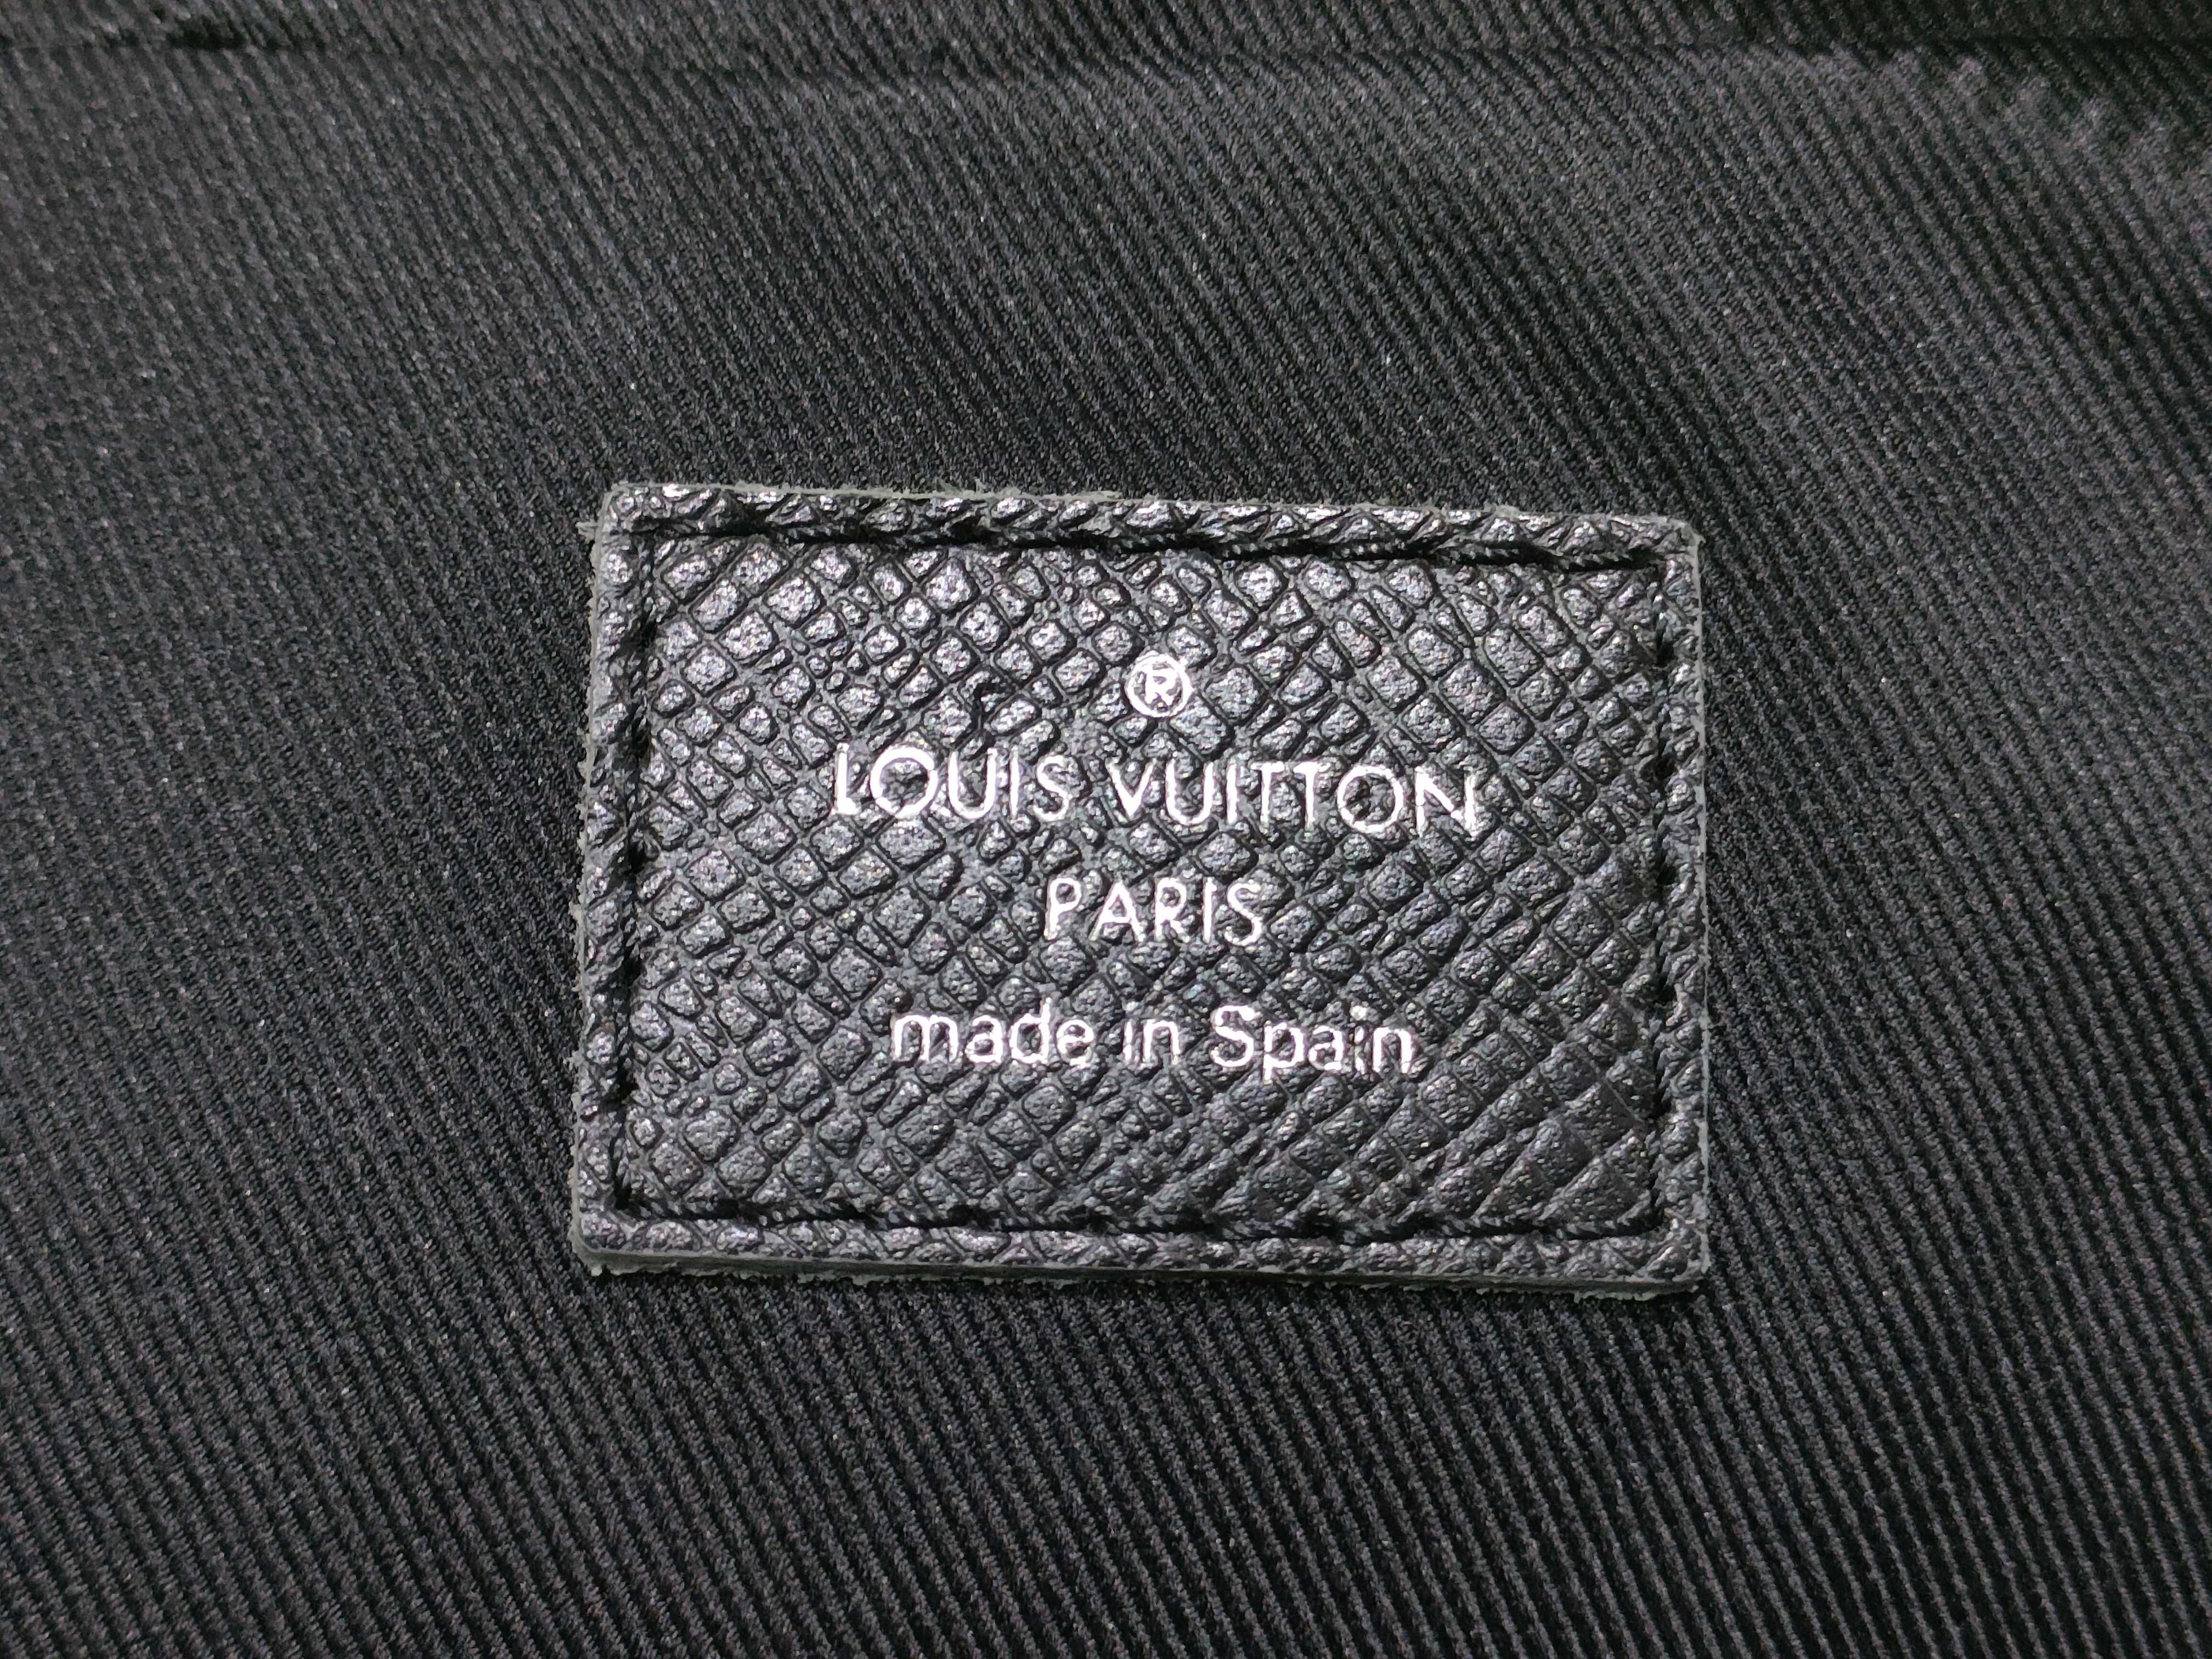 ®
LOUIS VUITTON
PARIS
made in Spain